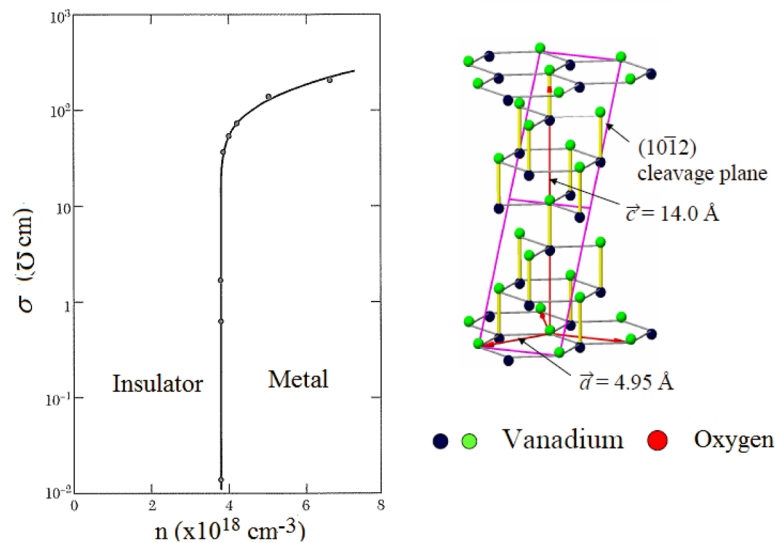 10³
10²
10
1
10⁻¹
10⁻²
σ (℧cm)
Insulator
Metal
0
2
4
6
8
n (x10¹⁸ cm⁻³)
(101̅2)
cleavage plane
c⃗ = 14.0 Å
a⃗ = 4.95 Å
Vanadium
Oxygen